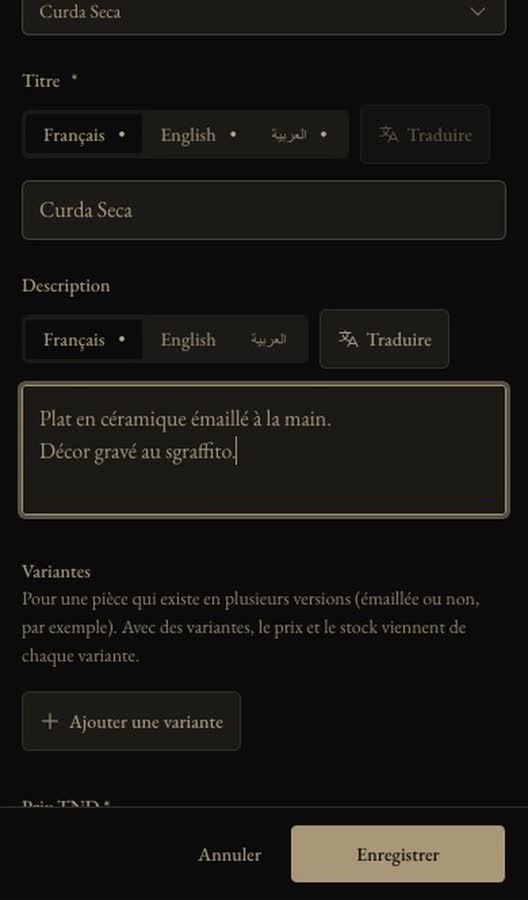 Curda Seca
Titre *
Français • English • العربية • Traduire
Curda Seca
Description
Français • English العربية Traduire
Plat en céramique émaillé à la main.
Décor gravé au sgraffito.
Variantes
Pour une pièce qui existe en plusieurs versions (émaillée ou non,
par exemple). Avec des variantes, le prix et le stock viennent de
chaque variante.
+ Ajouter une variante
Prix TND *
Annuler Enregistrer